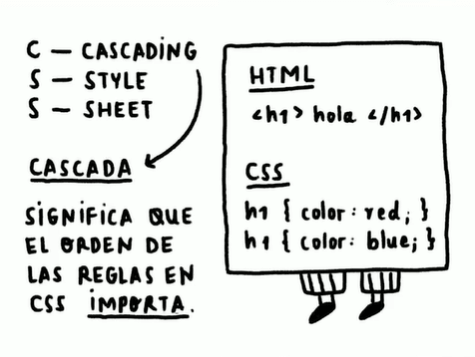 C — CASCADING
S — STYLE
S — SHEET
CASCADA
SIGNIFICA QUE
EL ORDEN DE
LAS REGLAS EN
CSS IMPORTA.
HTML
<h1> hola </h1>
CSS
h1 { color: red; }
h1 { color: blue; }